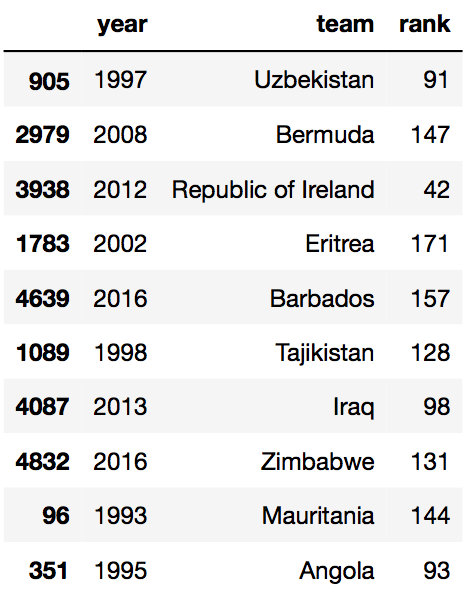 year team rank
905 1997 Uzbekistan 91
2979 2008 Bermuda 147
3938 2012 Republic of Ireland 42
1783 2002 Eritrea 171
4639 2016 Barbados 157
1089 1998 Tajikistan 128
4087 2013 Iraq 98
4832 2016 Zimbabwe 131
96 1993 Mauritania 144
351 1995 Angola 93